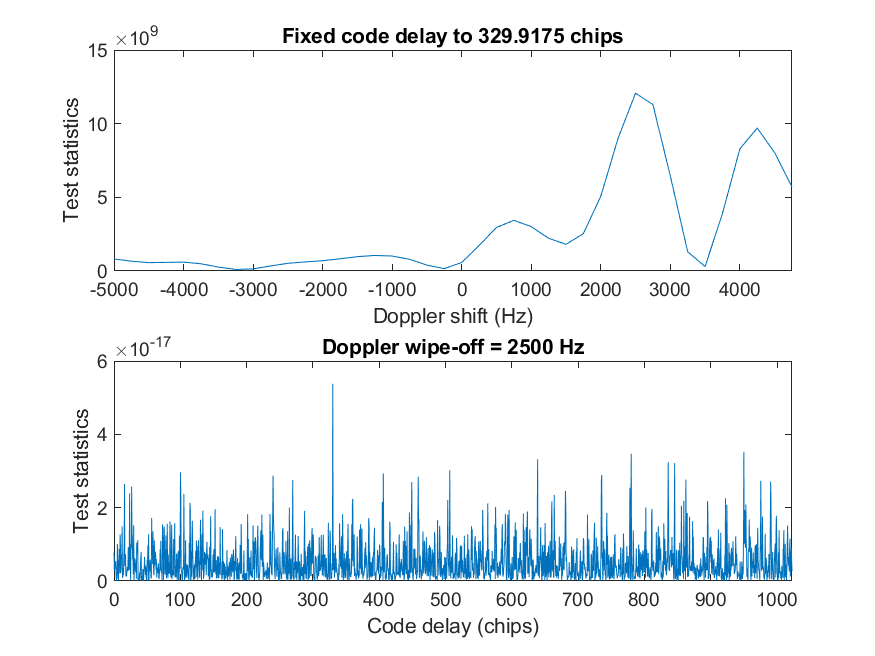 ×10^9
Fixed code delay to 329.9175 chips
15
10
5
0
Test statistics
-5000 -4000 -3000 -2000 -1000 0 1000 2000 3000 4000
Doppler shift (Hz)
×10^-17
Doppler wipe-off = 2500 Hz
6
4
2
0
Test statistics
0 100 200 300 400 500 600 700 800 900 1000
Code delay (chips)